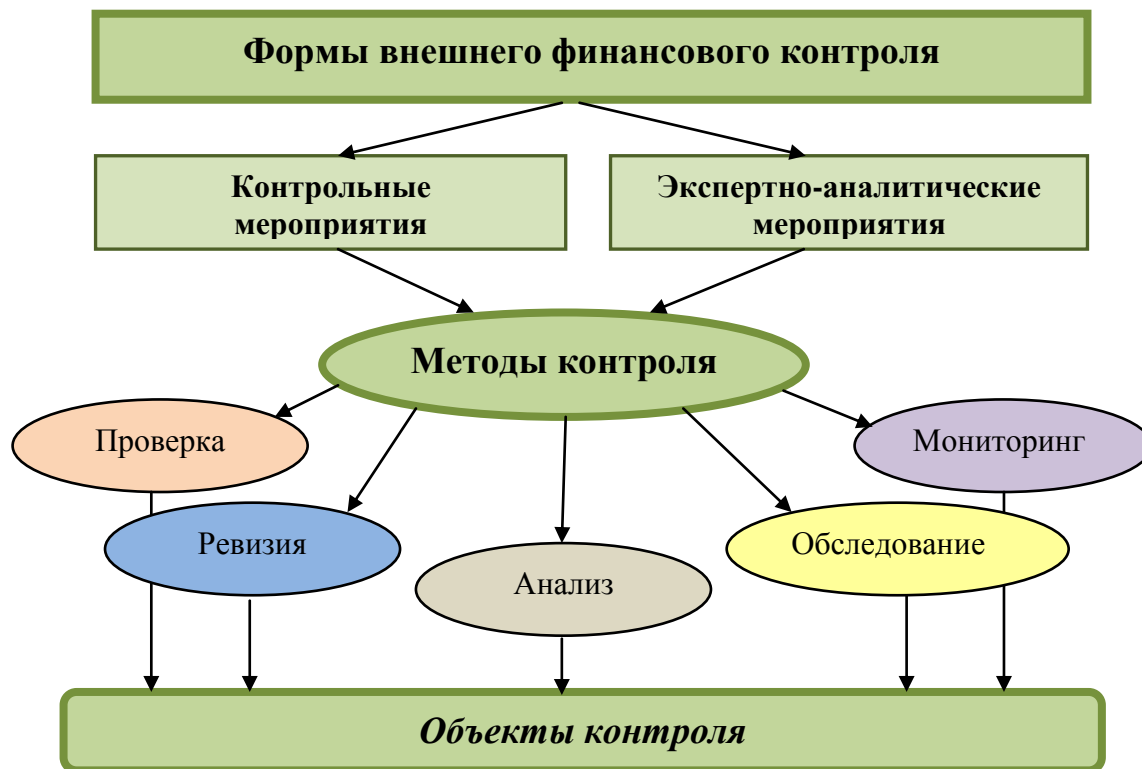 Формы внешнего финансового контроля
Контрольные
мероприятия
Экспертно-аналитические
мероприятия
Методы контроля
Проверка
Мониторинг
Ревизия
Обследование
Анализ
Объекты контроля